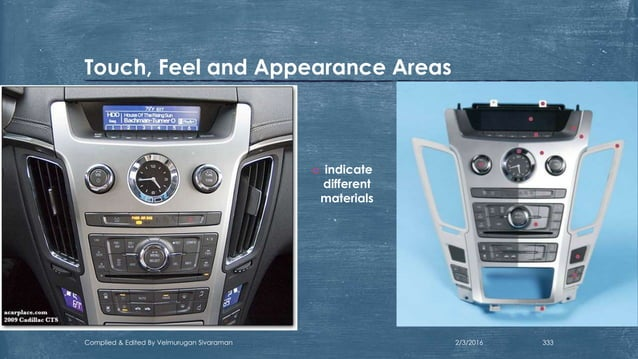 Touch, Feel and Appearance Areas
HDD
House Of The Rising Sun
Bachman-Turner O
indicate
different
materials
acarplace.com
2009 Cadillac CTS
Compiled & Edited By Velmurugan Sivaraman
2/3/2016
333